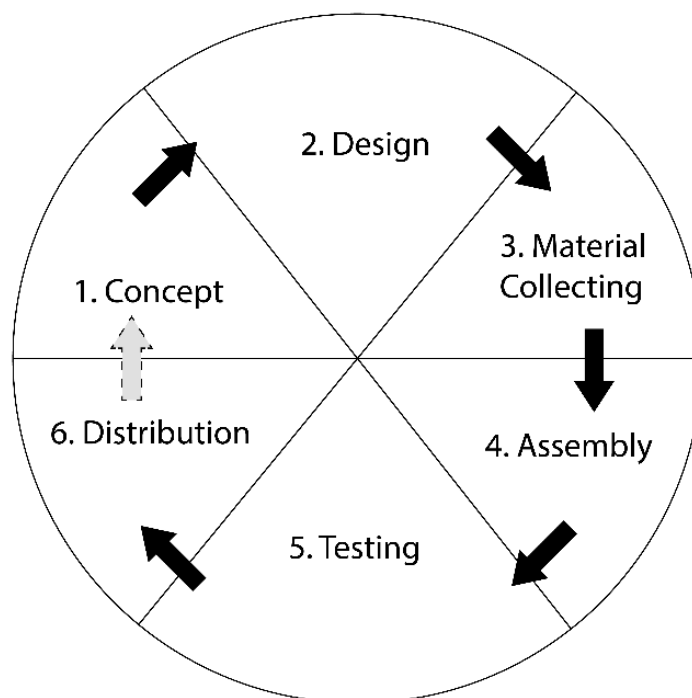 1. Concept
2. Design
3. Material
Collecting
4. Assembly
5. Testing
6. Distribution